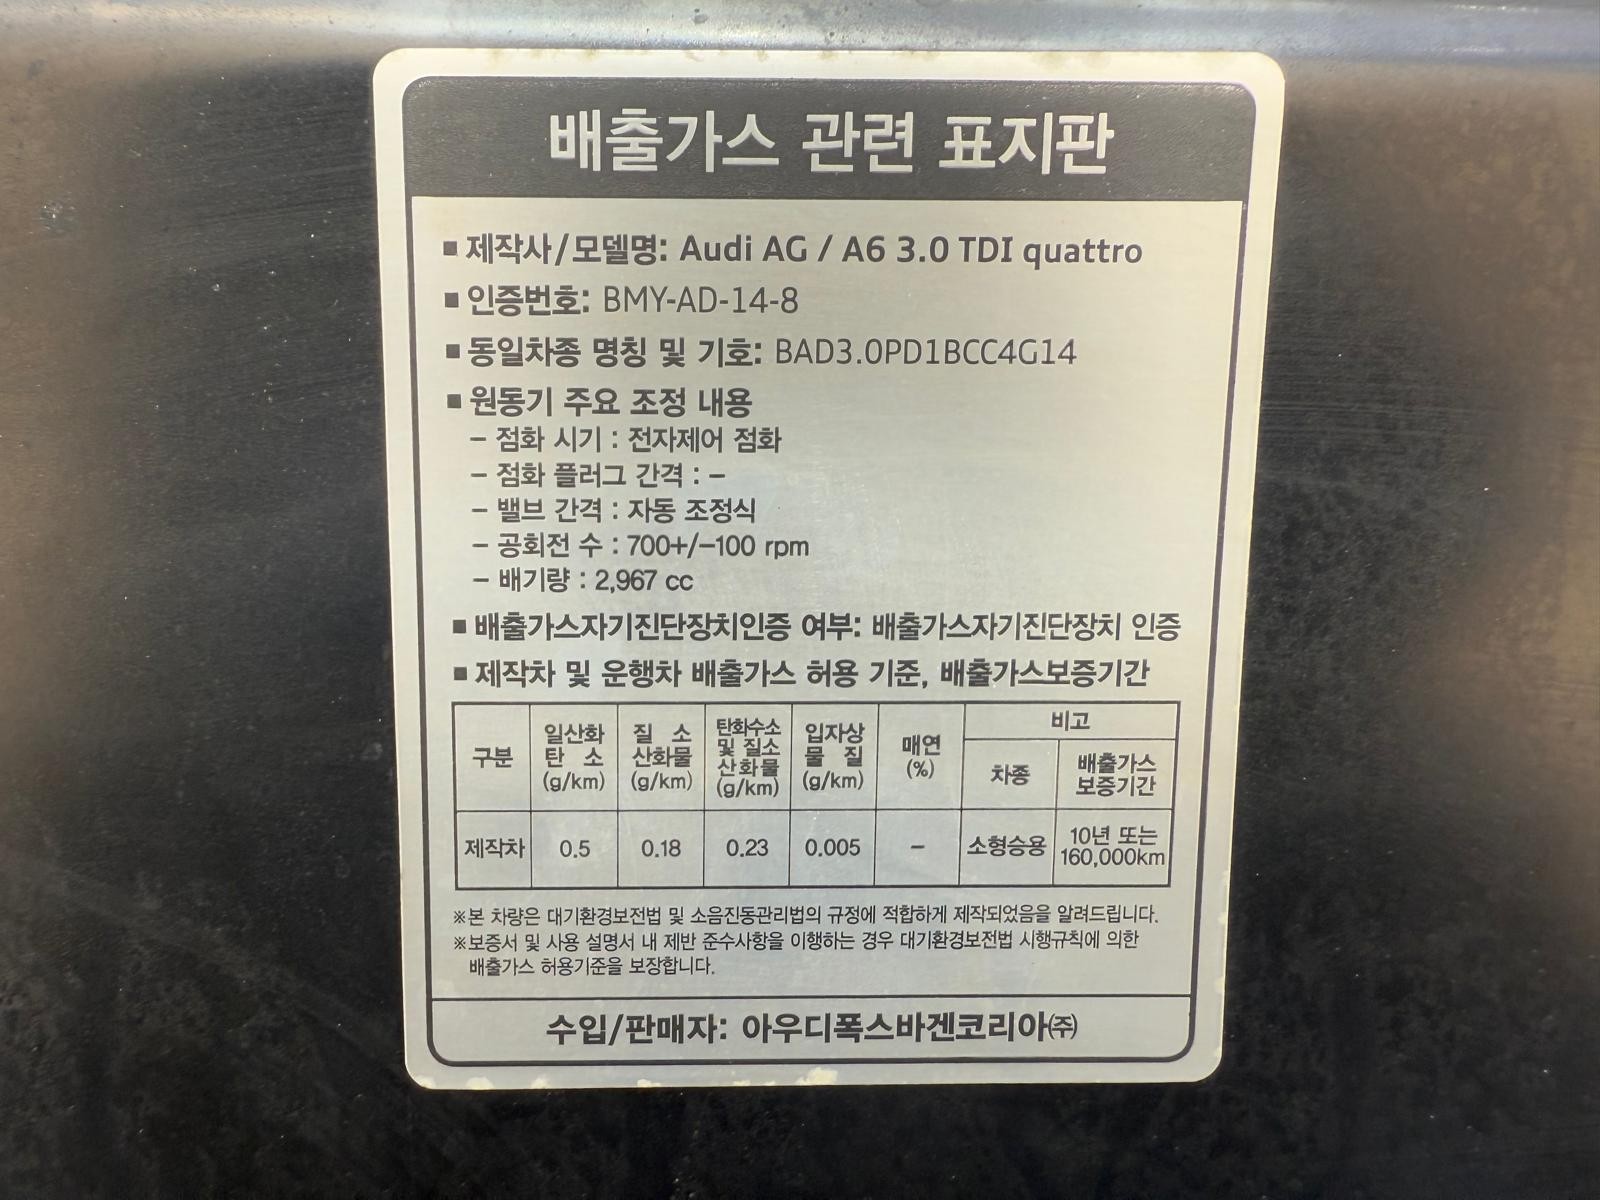 배출가스 관련 표지판
■ 제작사/모델명: Audi AG / A6 3.0 TDI quattro
■ 인증번호: BMY-AD-14-8
■ 동일차종 명칭 및 기호: BAD3.0PD1BCC4G14
■ 원동기 주요 조정 내용
– 점화 시기 : 전자제어 점화
– 점화 플러그 간격 : –
– 밸브 간격 : 자동 조정식
– 공회전 수 : 700+/–100 rpm
– 배기량 : 2,967 cc
■ 배출가스자기진단장치인증 여부: 배출가스자기진단장치 인증
■ 제작차 및 운행차 배출가스 허용 기준, 배출가스보증기간
구분
일산화
탄 소
(g/km)
질 소
산화물
(g/km)
탄화수소
및 질소
산화물
(g/km)
입자상
물 질
(g/km)
매연
(%)
비고
차종
배출가스
보증기간
제작차
0.5
0.18
0.23
0.005
–
소형승용
10년 또는
160,000km
※본 차량은 대기환경보전법 및 소음진동관리법의 규정에 적합하게 제작되었음을 알려드립니다.
※보증서 및 사용 설명서 내 제반 준수사항을 이행하는 경우 대기환경보전법 시행규칙에 의한
배출가스 허용기준을 보장합니다.
수입/판매자: 아우디폭스바겐코리아㈜